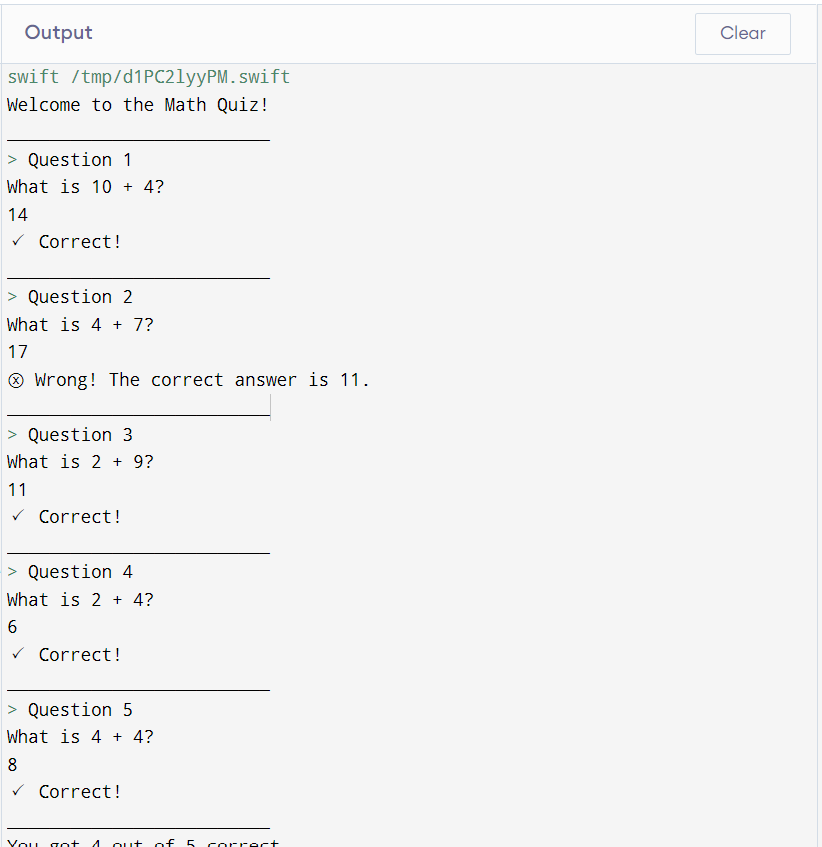 Output
Clear
swift /tmp/d1PC2lyyPM.swift
Welcome to the Math Quiz!
_________________________
> Question 1
What is 10 + 4?
14
✓ Correct!
_________________________
> Question 2
What is 4 + 7?
17
ⓧ Wrong! The correct answer is 11.
_________________________
> Question 3
What is 2 + 9?
11
✓ Correct!
_________________________
> Question 4
What is 2 + 4?
6
✓ Correct!
_________________________
> Question 5
What is 4 + 4?
8
✓ Correct!
_________________________
You got 4 out of 5 correct